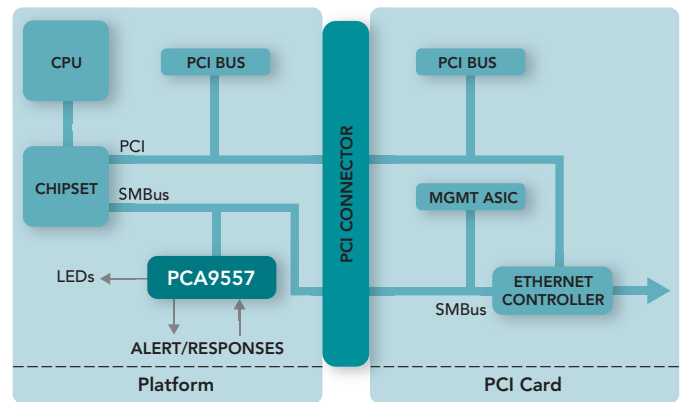 CPU
PCI BUS
PCI BUS
PCI
CHIPSET
SMBus
MGMT ASIC
PCI CONNECTOR
LEDs
PCA9557
ETHERNET
CONTROLLER
SMBus
ALERT/RESPONSES
Platform
PCI Card